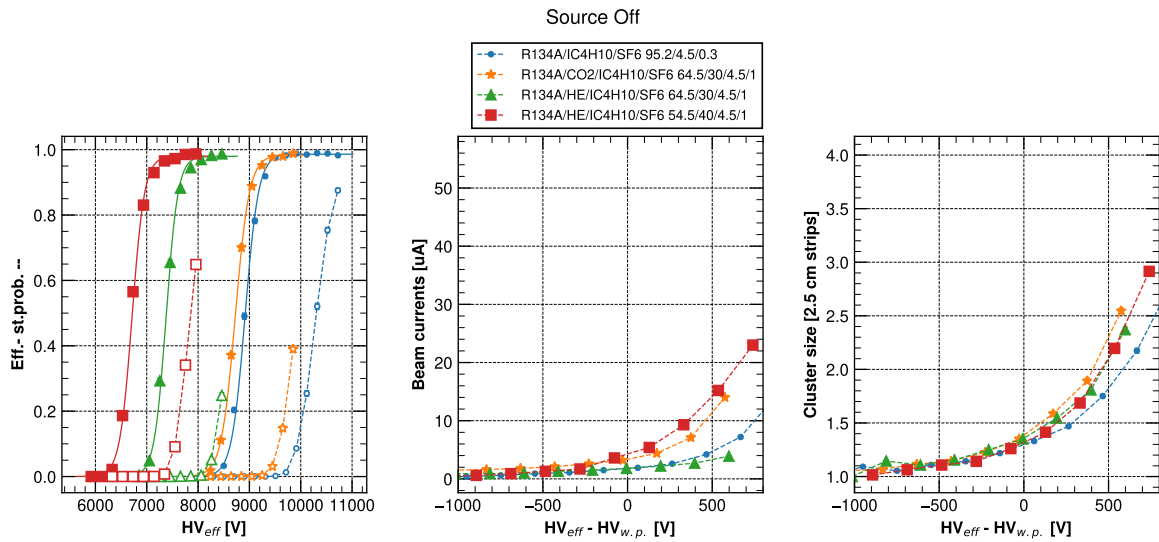 Source Off
R134A/IC4H10/SF6 95.2/4.5/0.3
R134A/CO2/IC4H10/SF6 64.5/30/4.5/1
R134A/HE/IC4H10/SF6 64.5/30/4.5/1
R134A/HE/IC4H10/SF6 54.5/40/4.5/1
Eff.- st.prob. --
1.0
0.8
0.6
0.4
0.2
0.0
6000 7000 8000 9000 10000 11000
HVeff [V]
Beam currents [uA]
50
40
30
20
10
0
−1000 −500 0 500
HVeff - HVw.p. [V]
Cluster size [2.5 cm strips]
4.0
3.5
3.0
2.5
2.0
1.5
1.0
−1000 −500 0 500
HVeff - HVw.p. [V]